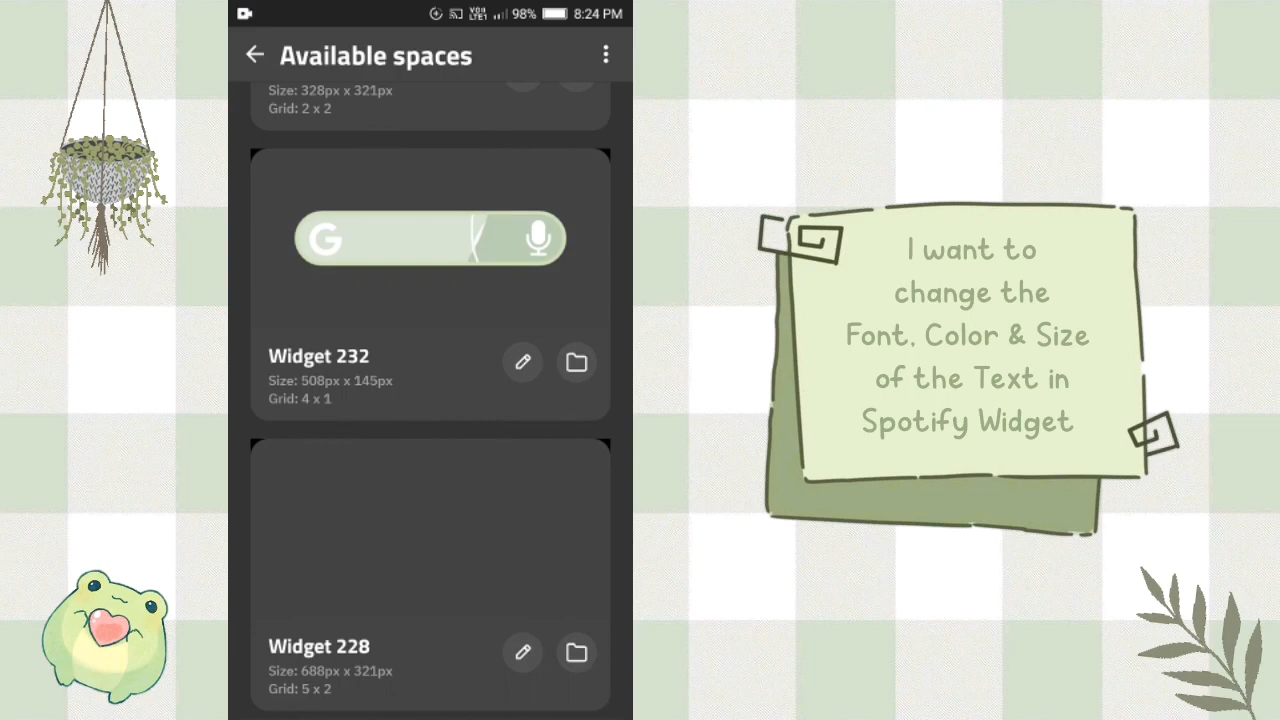 VoLTE LTE1 98% 8:24 PM
Available spaces
Size: 328px x 321px
Grid: 2 x 2
G
Widget 232
Size: 508px x 145px
Grid: 4 x 1
Widget 228
Size: 688px x 321px
Grid: 5 x 2
I want to
change the
Font, Color & Size
of the Text in
Spotify Widget